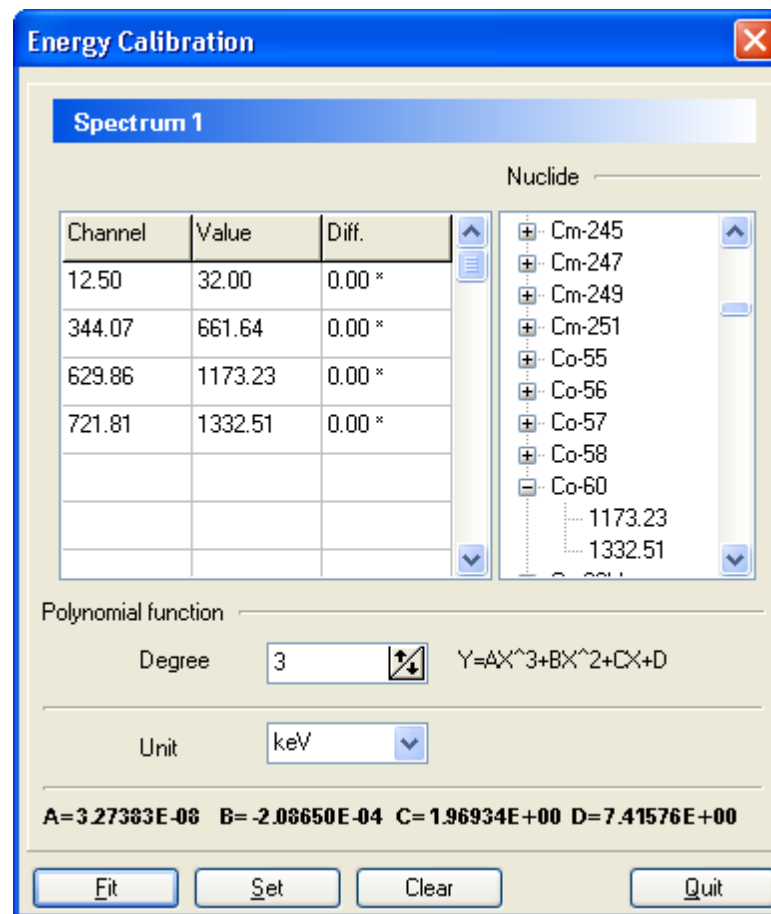 Energy Calibration
Spectrum 1
Nuclide
Channel Value Diff.
12.50 32.00 0.00 *
344.07 661.64 0.00 *
629.86 1173.23 0.00 *
721.81 1332.51 0.00 *
Cm-245
Cm-247
Cm-249
Cm-251
Co-55
Co-56
Co-57
Co-58
Co-60
1173.23
1332.51
Polynomial function
Degree 3 Y=AX^3+BX^2+CX+D
Unit keV
A=3.27383E-08 B= -2.08650E-04 C= 1.96934E+00 D=7.41576E+00
Fit Set Clear Quit